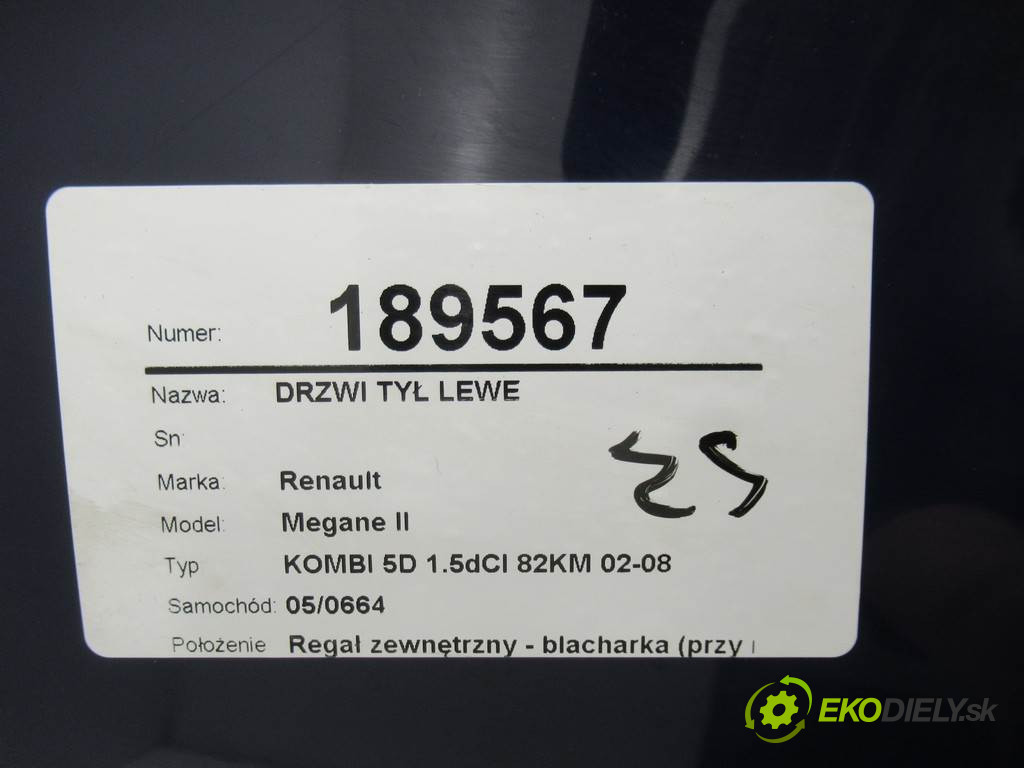 Numer: 189567
Nazwa: DRZWI TYŁ LEWE
Sn:
Marka: Renault
Model: Megane II
Typ KOMBI 5D 1.5dCI 82KM 02-08
Samochód: 05/0664
Położenie Regał zewnętrzny - blacharka (przy
EKODIELY.sk